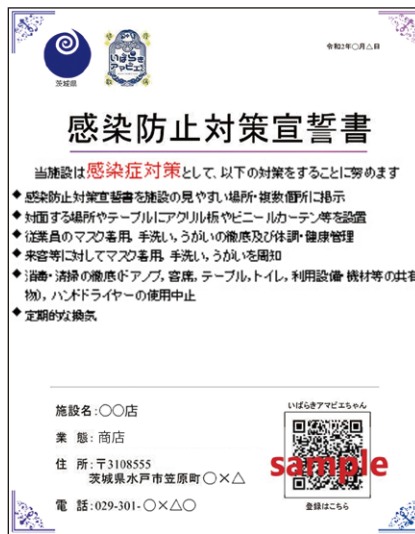 茨城県
いばらき
アマビエ
令和2年〇月△日
感染防止対策宣誓書
当施設は感染症対策として、以下の対策をすることに努めます
◆ 感染防止対策宣誓書を施設の見やすい場所・複数個所に掲示
◆ 対面する場所やテーブルにアクリル板やビニールカーテン等を設置
◆ 従業員のマスク着用，手洗い，うがいの徹底及び体調・健康管理
◆ 来客等に対してマスク着用，手洗い，うがいを周知
◆ 消毒・清掃の徹底（ドアノブ，客席，テーブル，トイレ，利用設備・機材等の共有
物），ハンドドライヤーの使用中止
◆ 定期的な換気
施設名：〇〇店
業 態：商店
住 所：〒3108555
茨城県水戸市笠原町〇×△
電 話：029-301-〇×△〇
いばらきアマビエちゃん
sample
登録はこちら